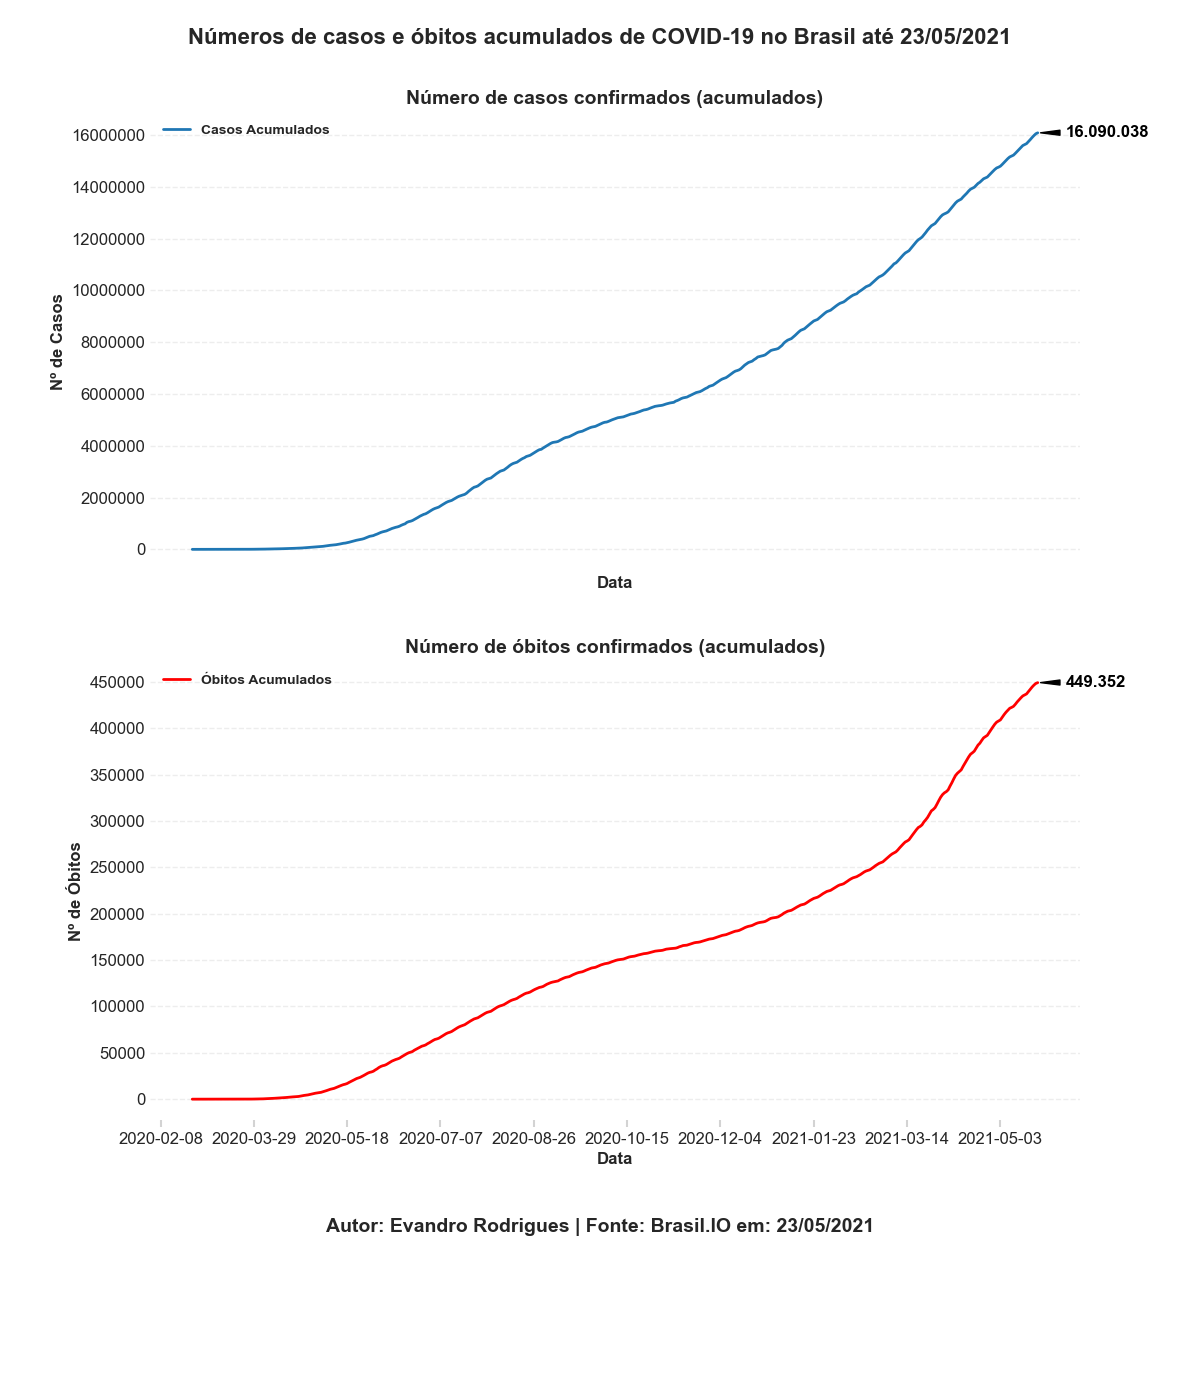 Números de casos e óbitos acumulados de COVID-19 no Brasil até 23/05/2021
Número de casos confirmados (acumulados)
Casos Acumulados
16.090.038
16000000
14000000
12000000
10000000
8000000
6000000
4000000
2000000
0
Nº de Casos
Data
Número de óbitos confirmados (acumulados)
Óbitos Acumulados
449.352
450000
400000
350000
300000
250000
200000
150000
100000
50000
0
Nº de Óbitos
2020-02-08 2020-03-29 2020-05-18 2020-07-07 2020-08-26 2020-10-15 2020-12-04 2021-01-23 2021-03-14 2021-05-03
Data
Autor: Evandro Rodrigues | Fonte: Brasil.IO em: 23/05/2021